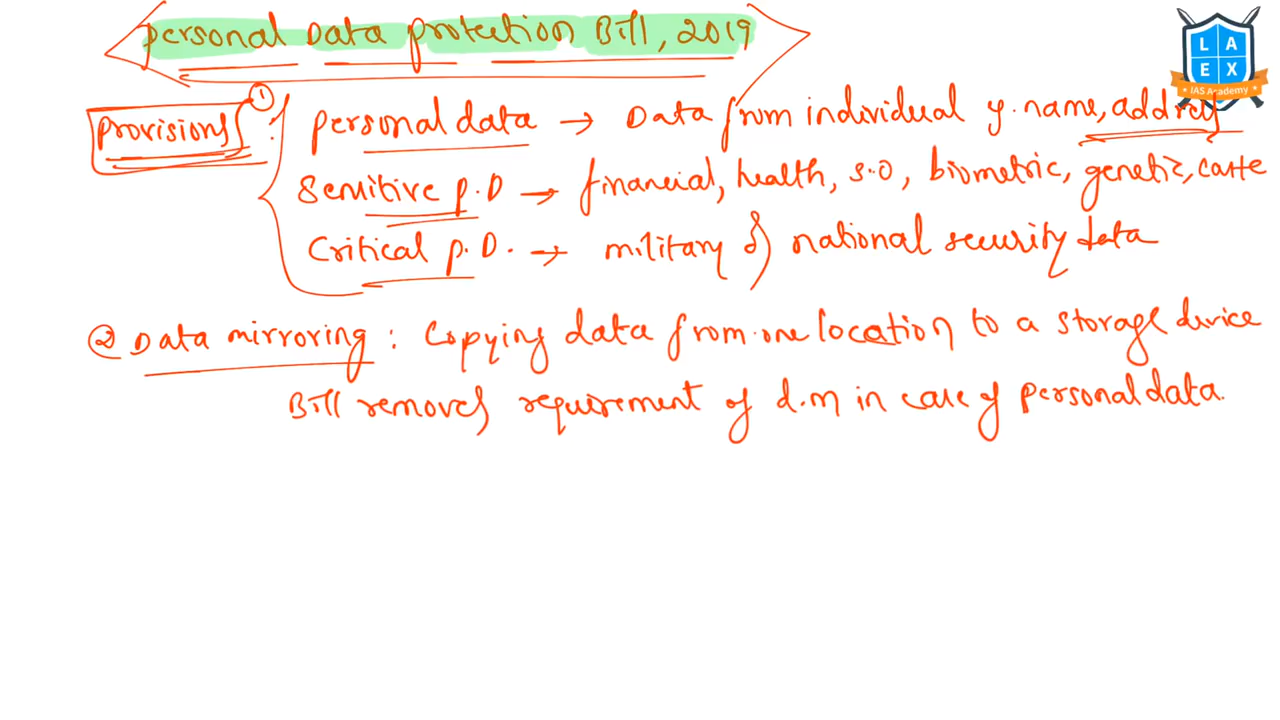 Personal Data Protection Bill, 2019
LAEX
IAS Academy
Provisions : ①
Personal data → Data from individual y. name, address
Sensitive P.D → financial, health, S.O, biometric, genetic, caste
Critical P.D. → military & national security data
② Data mirroring : Copying data from one location to a storage device
Bill removes requirement of d.m in case of personal data.